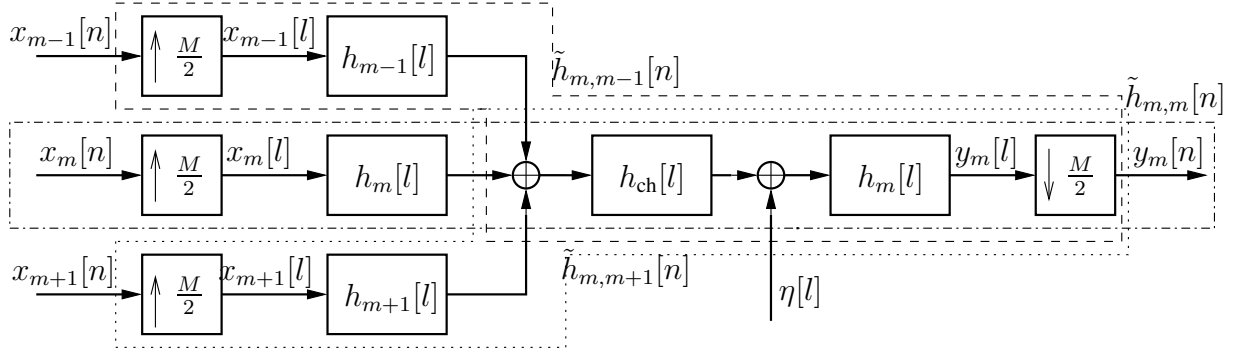 x_{m−1}[n] ↑ M/2 x_{m−1}[l] h_{m−1}[l]
h̃_{m,m−1}[n]
h̃_{m,m}[n]
x_m[n] ↑ M/2 x_m[l] h_m[l] h_ch[l] h_m[l] y_m[l] ↓ M/2 y_m[n]
x_{m+1}[n] ↑ M/2 x_{m+1}[l] h_{m+1}[l]
h̃_{m,m+1}[n]
η[l]